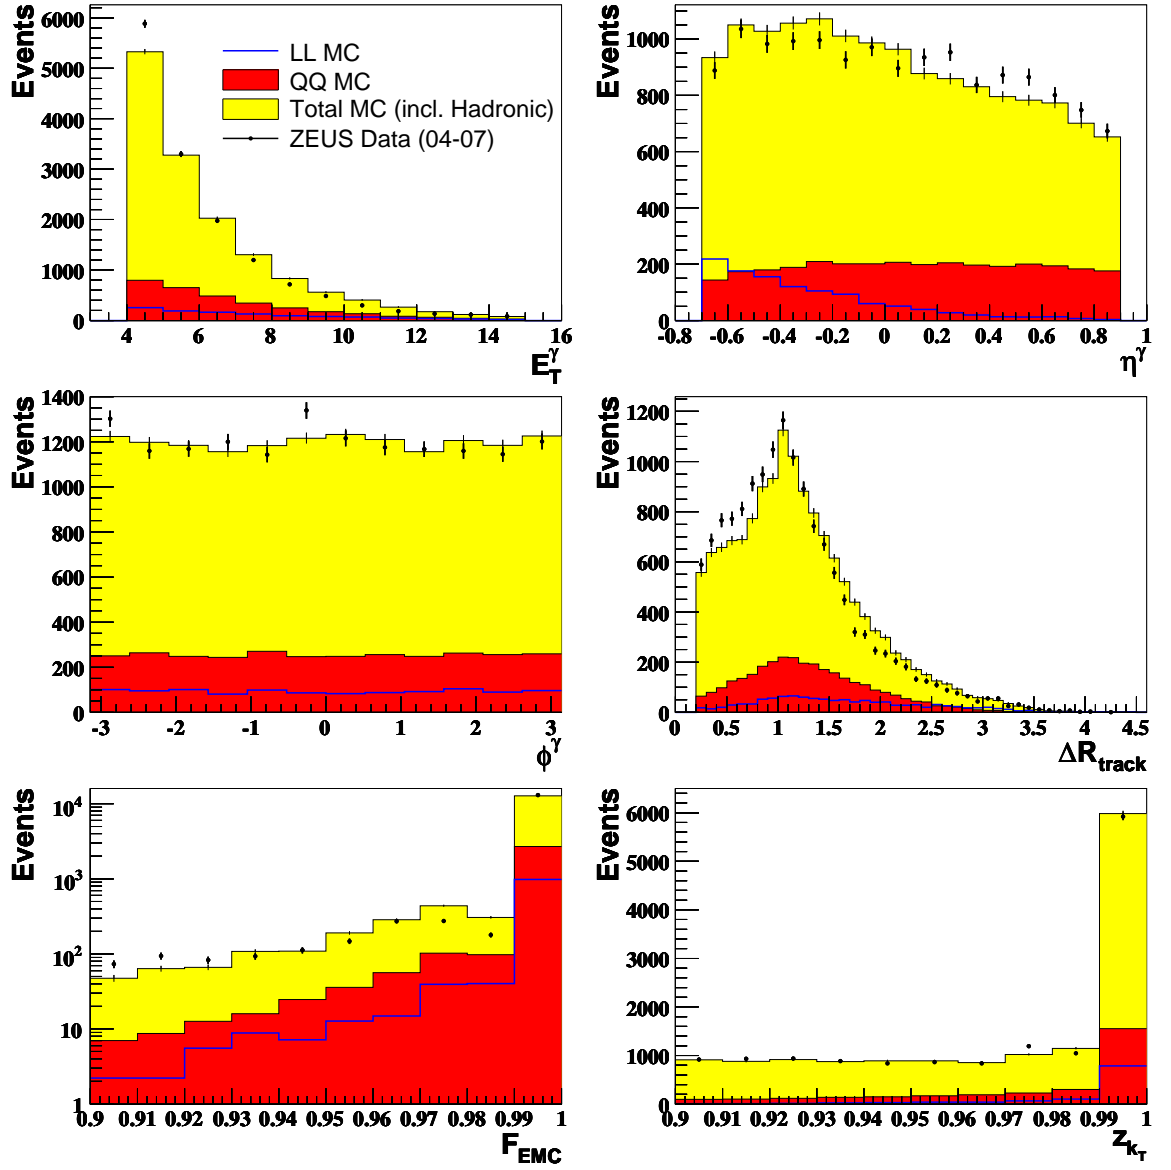 Events
6000
5000
4000
3000
2000
1000
0
4 6 8 10 12 14 16
E_T^γ
LL MC
QQ MC
Total MC (incl. Hadronic)
ZEUS Data (04-07)
Events
1000
800
600
400
200
0
-0.8 -0.6 -0.4 -0.2 0 0.2 0.4 0.6 0.8 1
η^γ
Events
1400
1200
1000
800
600
400
200
0
-3 -2 -1 0 1 2 3
ϕ^γ
Events
1200
1000
800
600
400
200
0
0 0.5 1 1.5 2 2.5 3 3.5 4 4.5
ΔR_track
Events
10^4
10^3
10^2
10
1
0.9 0.91 0.92 0.93 0.94 0.95 0.96 0.97 0.98 0.99 1
F_EMC
Events
6000
5000
4000
3000
2000
1000
0
0.9 0.91 0.92 0.93 0.94 0.95 0.96 0.97 0.98 0.99 1
z_k_T